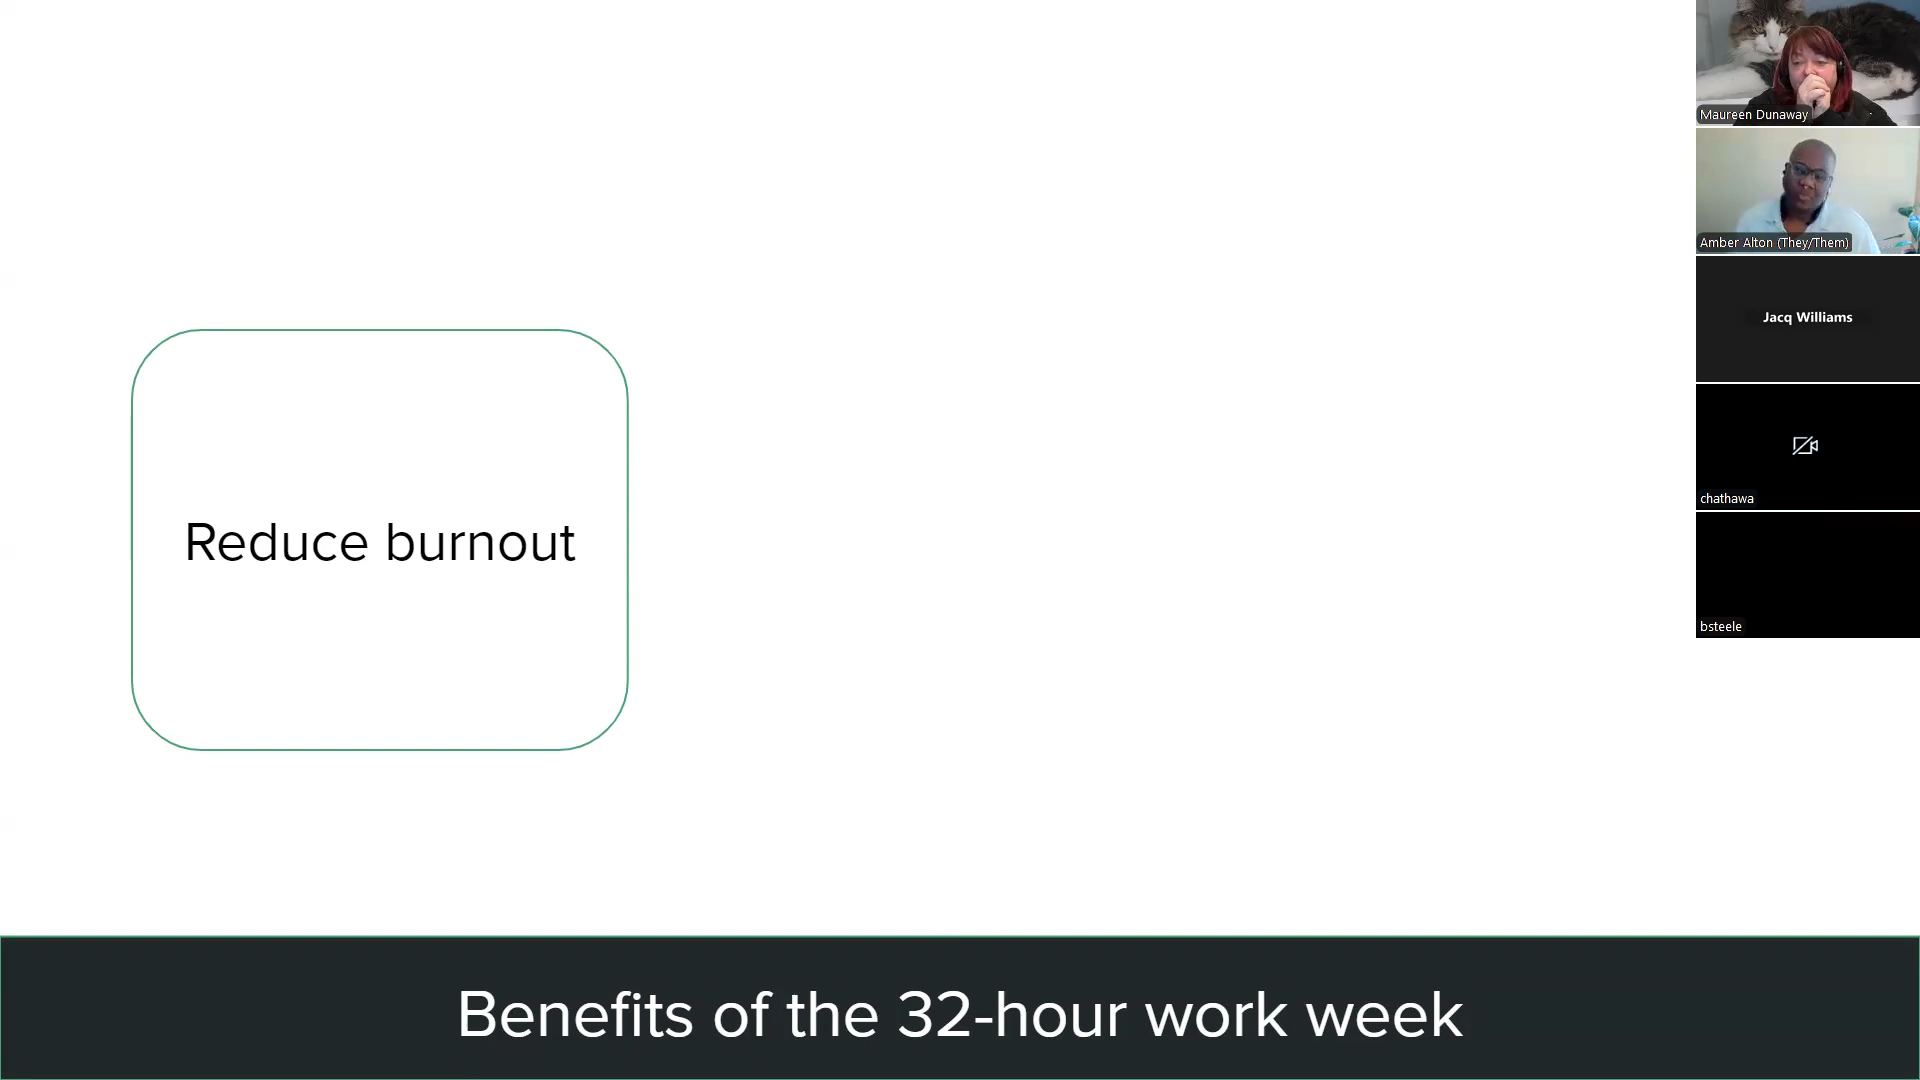 Reduce burnout
Benefits of the 32-hour work week
Maureen Dunaway
Amber Alton (They/Them)
Jacq Williams
chathawa
bsteele